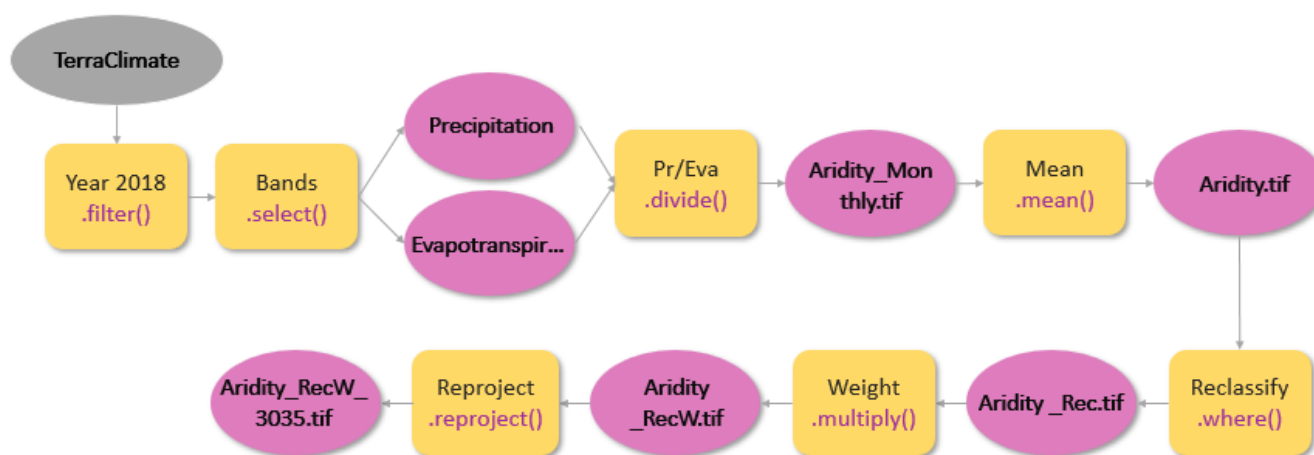 TerraClimate
Year 2018
.filter()
Bands
.select()
Precipitation
Evapotranspir...
Pr/Eva
.divide()
Aridity_Mon
thly.tif
Mean
.mean()
Aridity.tif
Reclassify
.where()
Aridity _Rec.tif
Weight
.multiply()
Aridity
_RecW.tif
Reproject
.reproject()
Aridity_RecW_
3035.tif